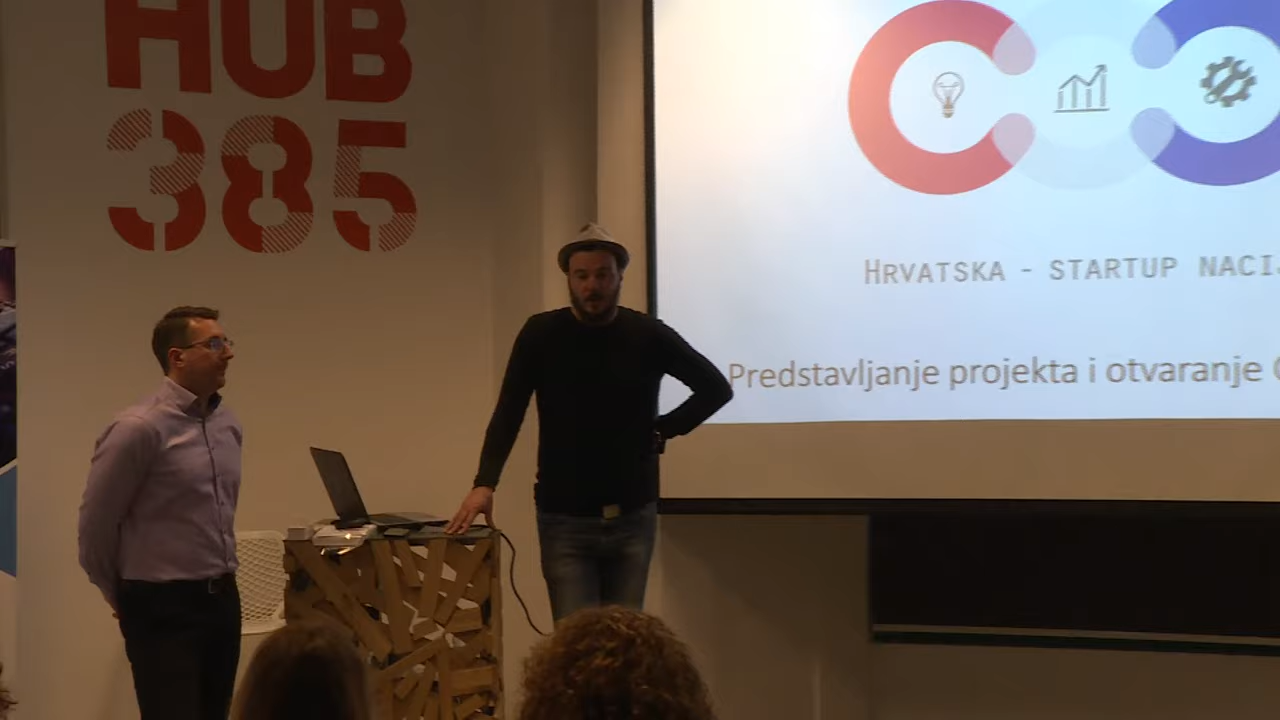 HUB
385
HRVATSKA - STARTUP NACIJ
Predstavljanje projekta i otvaranje